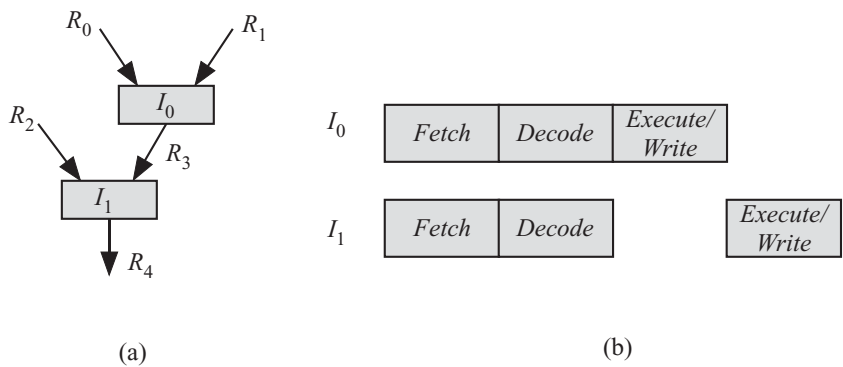 R0 R1
I0
R2
R3
I1
R4
(a)
I0 Fetch Decode Execute/
Write
I1 Fetch Decode Execute/
Write
(b)